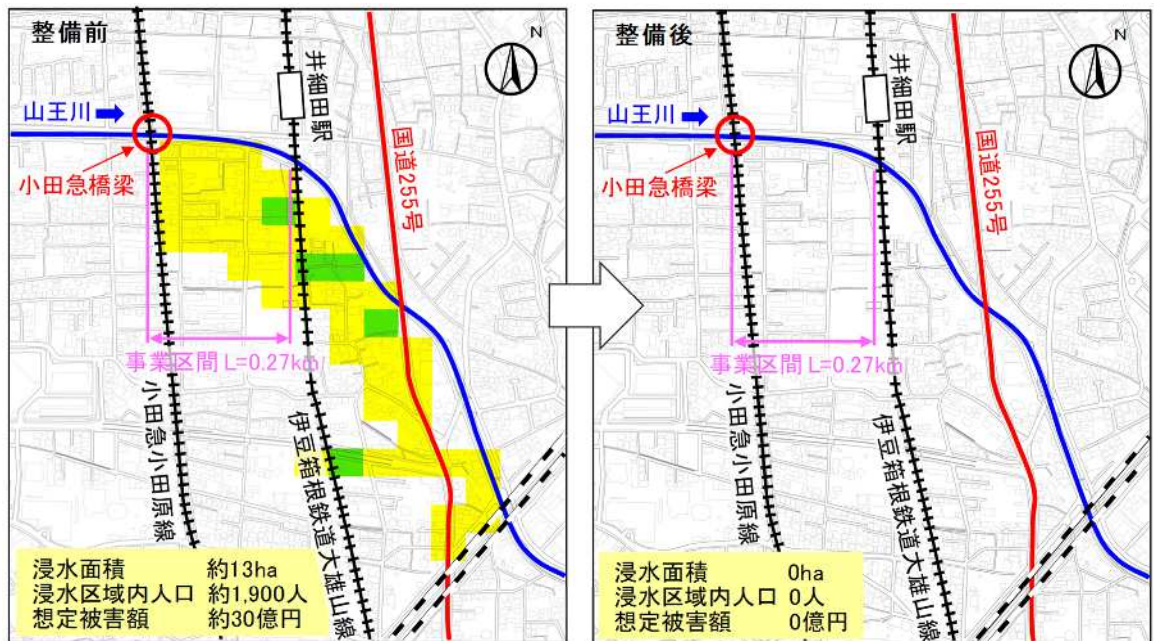 整備前
N
井細田駅
山王川
国道255号
小田急橋梁
事業区間 L=0.27km
小田急小田原線
伊豆箱根鉄道大雄山線
浸水面積 約13ha
浸水区域内人口 約1,900人
想定被害額 約30億円
整備後
N
井細田駅
山王川
国道255号
小田急橋梁
事業区間 L=0.27km
小田急小田原線
伊豆箱根鉄道大雄山線
浸水面積 0ha
浸水区域内人口 0人
想定被害額 0億円